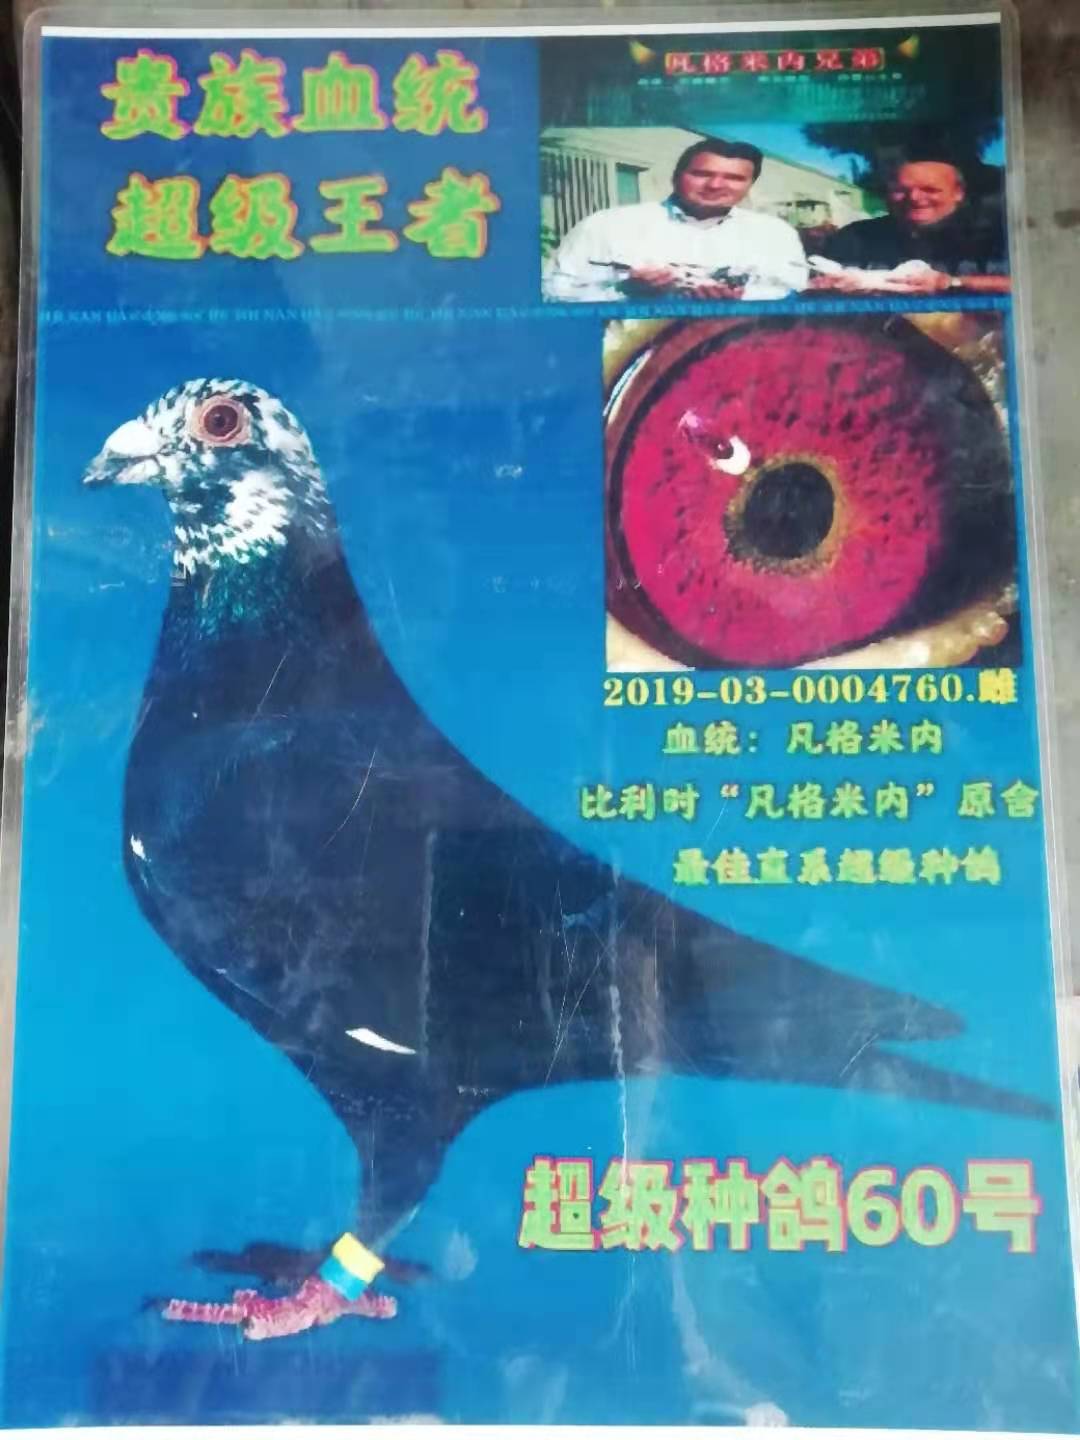 贵族血统
超级王者
凡格米内兄弟
2019-03-0004760.雌
血统：凡格米内
比利时“凡格米内”原舍
最佳直系超级种鸽
超级种鸽60号